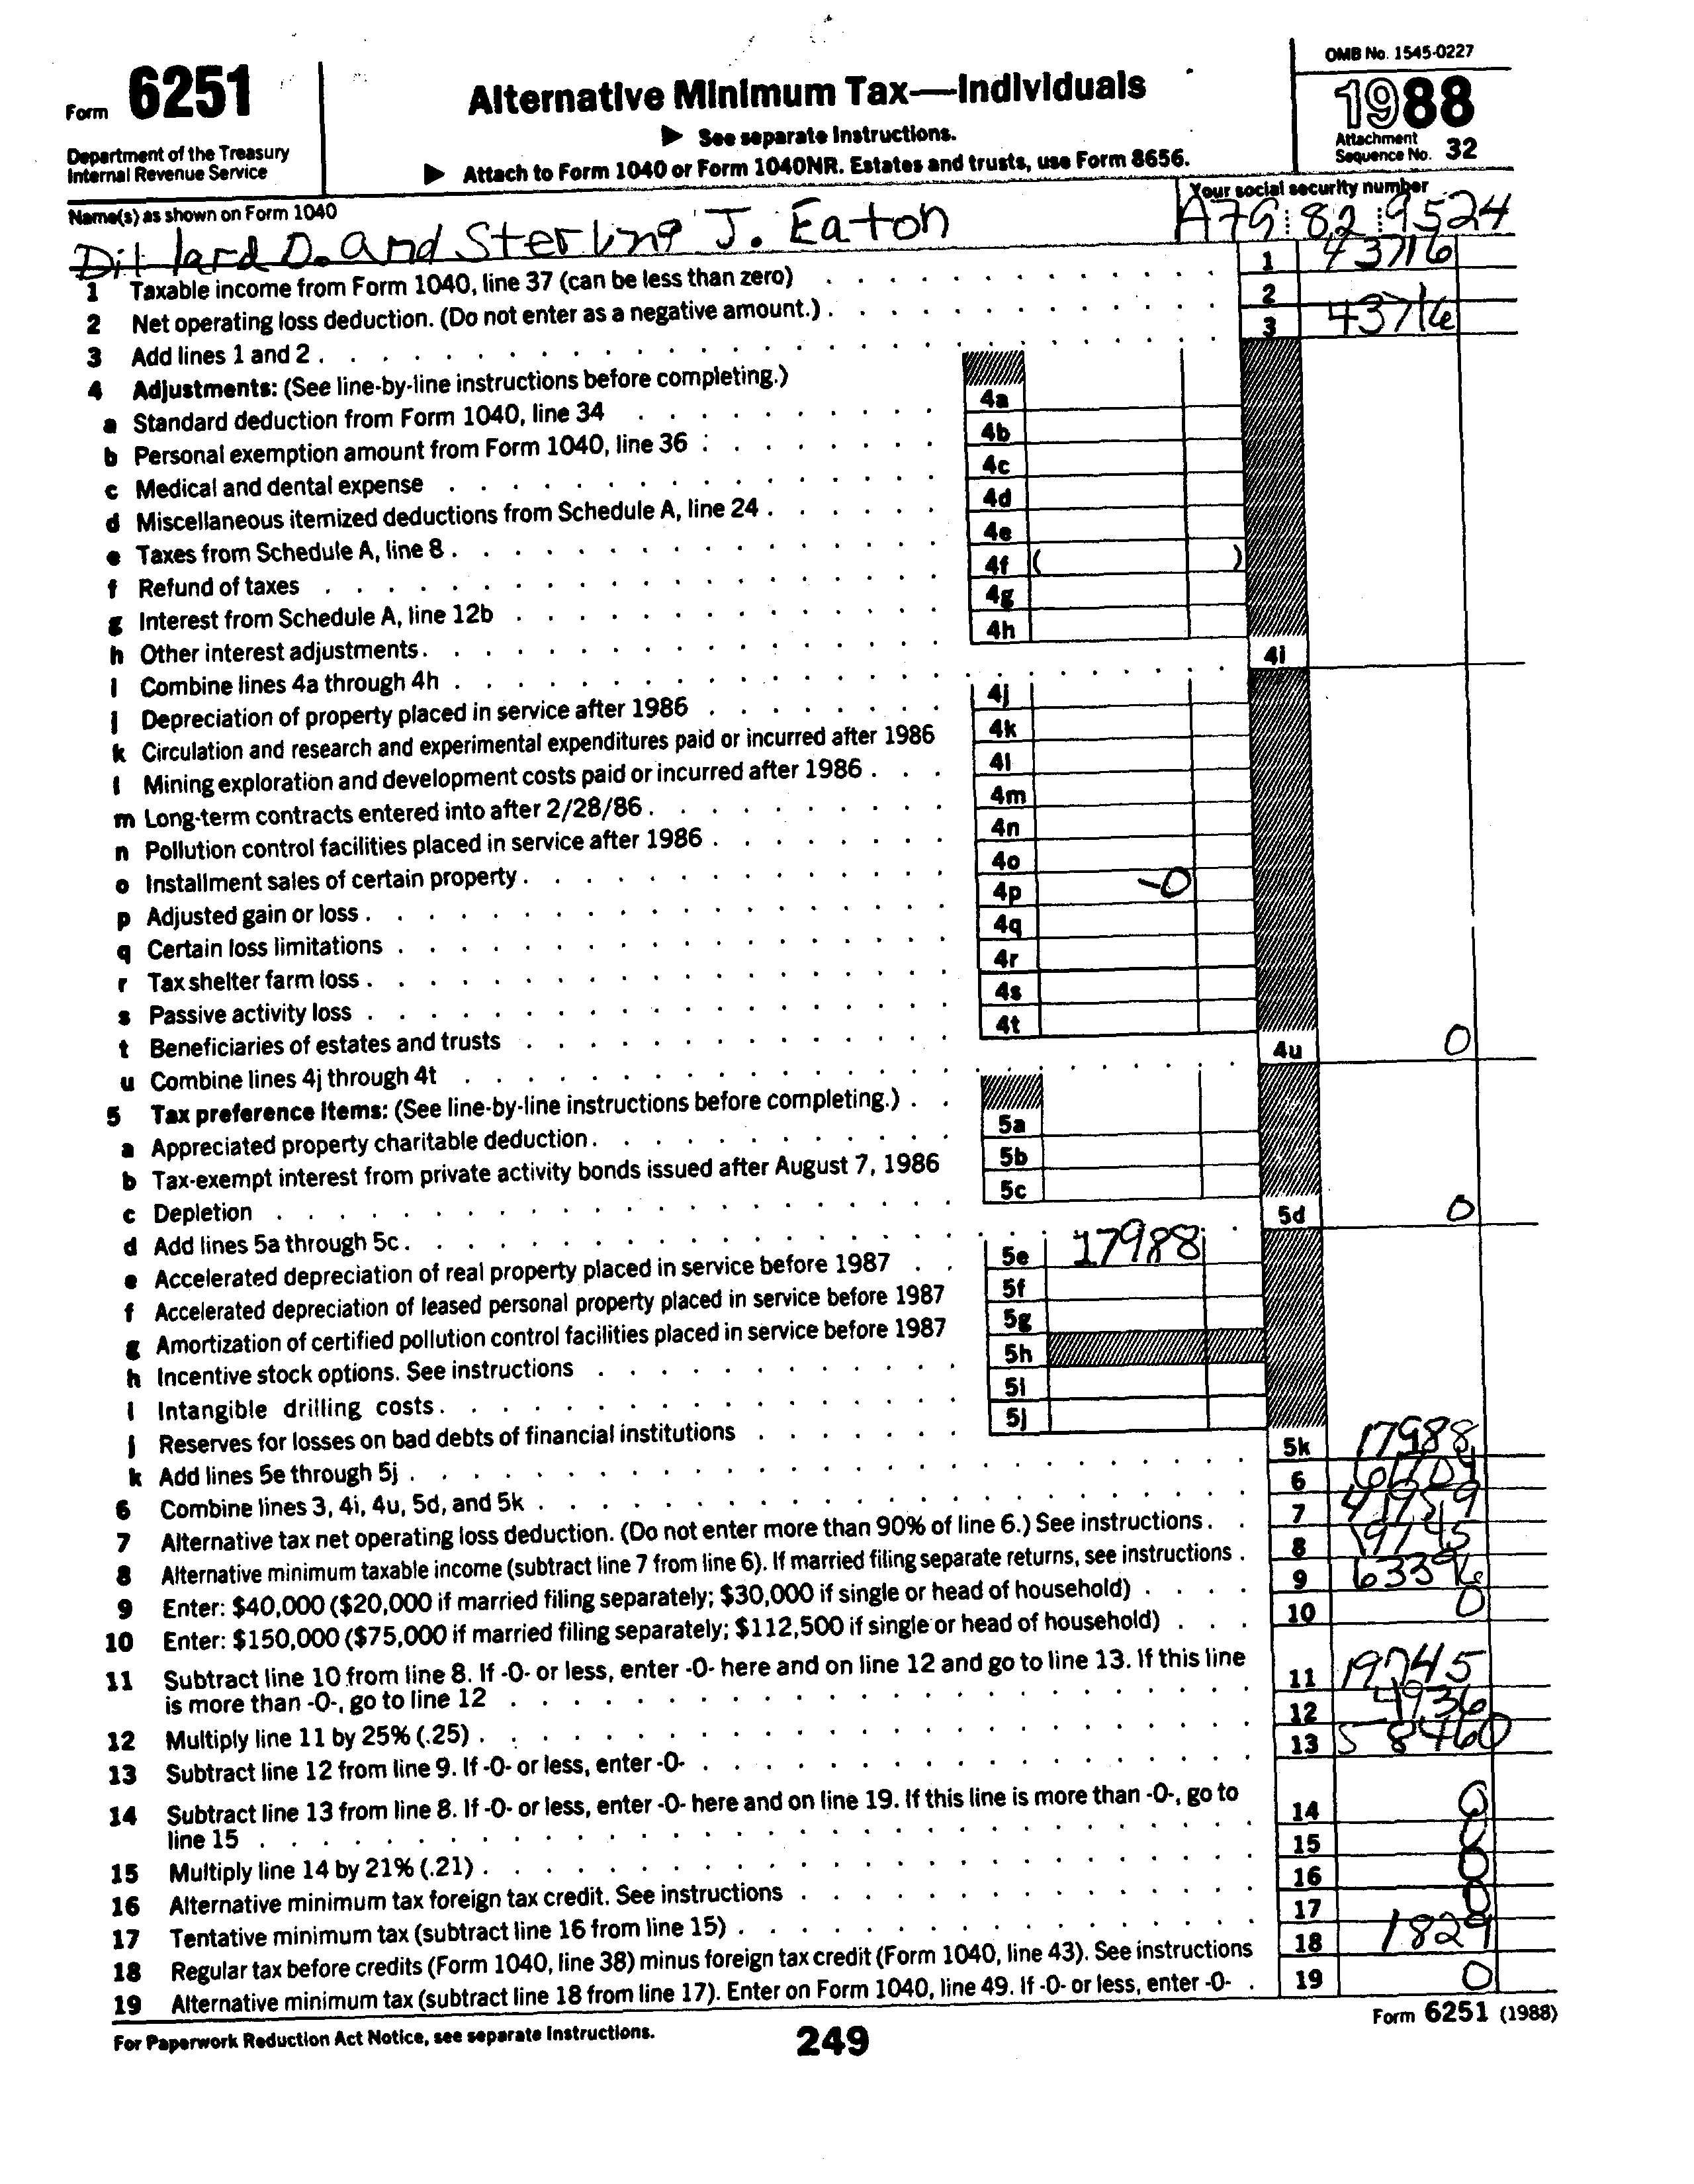 Form 6251
Department of the Treasury
Internal Revenue Service
Alternative Minimum Tax—Individuals
▶ See separate Instructions.
▶ Attach to Form 1040 or Form 1040NR. Estates and trusts, use Form 8656.
OMB No. 1545-0227
1988
Attachment
Sequence No. 32
Name(s) as shown on Form 1040
Dillard D. and Sterling J. Eaton
Your social security number
A79 82 9524
1 Taxable income from Form 1040, line 37 (can be less than zero) 1 43716
2 Net operating loss deduction. (Do not enter as a negative amount.) 2
3 Add lines 1 and 2 3 43716
4 Adjustments: (See line-by-line instructions before completing.)
a Standard deduction from Form 1040, line 34 4a
b Personal exemption amount from Form 1040, line 36 4b
c Medical and dental expense 4c
d Miscellaneous itemized deductions from Schedule A, line 24 4d
e Taxes from Schedule A, line 8 4e
f Refund of taxes 4f ( )
g Interest from Schedule A, line 12b 4g
h Other interest adjustments 4h
i Combine lines 4a through 4h 4i
j Depreciation of property placed in service after 1986 4j
k Circulation and research and experimental expenditures paid or incurred after 1986 4k
l Mining exploration and development costs paid or incurred after 1986 4l
m Long-term contracts entered into after 2/28/86 4m
n Pollution control facilities placed in service after 1986 4n
o Installment sales of certain property 4o
p Adjusted gain or loss 4p -0
q Certain loss limitations 4q
r Tax shelter farm loss 4r
s Passive activity loss 4s
t Beneficiaries of estates and trusts 4t
u Combine lines 4j through 4t 4u 0
5 Tax preference items: (See line-by-line instructions before completing.)
a Appreciated property charitable deduction 5a
b Tax-exempt interest from private activity bonds issued after August 7, 1986 5b
c Depletion 5c
d Add lines 5a through 5c 5d 0
e Accelerated depreciation of real property placed in service before 1987 5e 17988
f Accelerated depreciation of leased personal property placed in service before 1987 5f
g Amortization of certified pollution control facilities placed in service before 1987 5g
h Incentive stock options. See instructions 5h
i Intangible drilling costs 5i
j Reserves for losses on bad debts of financial institutions 5j
k Add lines 5e through 5j 5k 17988
6 Combine lines 3, 4i, 4u, 5d, and 5k 6 61704
7 Alternative tax net operating loss deduction. (Do not enter more than 90% of line 6.) See instructions 7
8 Alternative minimum taxable income (subtract line 7 from line 6). If married filing separate returns, see instructions 8 19745
9 Enter: $40,000 ($20,000 if married filing separately; $30,000 if single or head of household) 9 63396
10 Enter: $150,000 ($75,000 if married filing separately; $112,500 if single or head of household) 10 0
11 Subtract line 10 from line 8. If -0- or less, enter -0- here and on line 12 and go to line 13. If this line
is more than -0-, go to line 12 11 19745
12 Multiply line 11 by 25% (.25) 12 4936
13 Subtract line 12 from line 9. If -0- or less, enter -0- 13 58460
14 Subtract line 13 from line 8. If -0- or less, enter -0- here and on line 19. If this line is more than -0-, go to
line 15 14 0
15 Multiply line 14 by 21% (.21) 15 0
16 Alternative minimum tax foreign tax credit. See instructions 16 0
17 Tentative minimum tax (subtract line 16 from line 15) 17 0
18 Regular tax before credits (Form 1040, line 38) minus foreign tax credit (Form 1040, line 43). See instructions 18 1829
19 Alternative minimum tax (subtract line 18 from line 17). Enter on Form 1040, line 49. If -0- or less, enter -0- 19 0
For Paperwork Reduction Act Notice, see separate Instructions.
249
Form 6251 (1988)